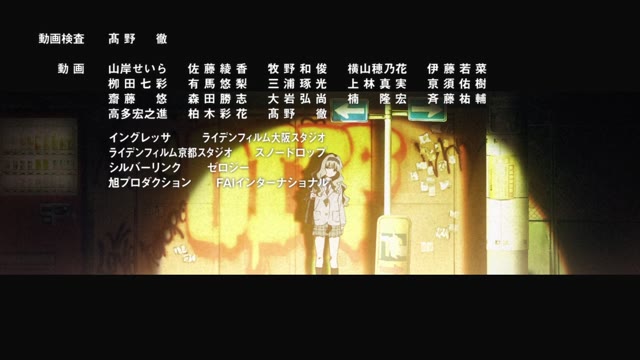 動画検査　髙野　徹
動画　山岸せいら　佐藤綾香　牧野和俊　横山穂乃花　伊藤若菜
栁田七彩　有馬悠梨　三浦琢光　上林真実　亰須佑樹
齋藤　悠　森田勝志　大岩弘尚　楠　隆宏　斉藤祐輔
高多宏之進　柏木彩花　髙野　徹
イングレッサ　ライデンフィルム大阪スタジオ
ライデンフィルム京都スタジオ　スノードロップ
シルバーリンク　ゼロシー
旭プロダクション　FAIインターナショナル